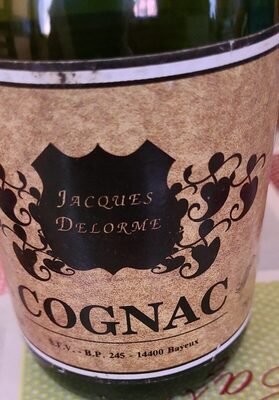 JACQUES
DELORME
COGNAC
S.F.V. - B.P. 245 - 14400 Bayeux